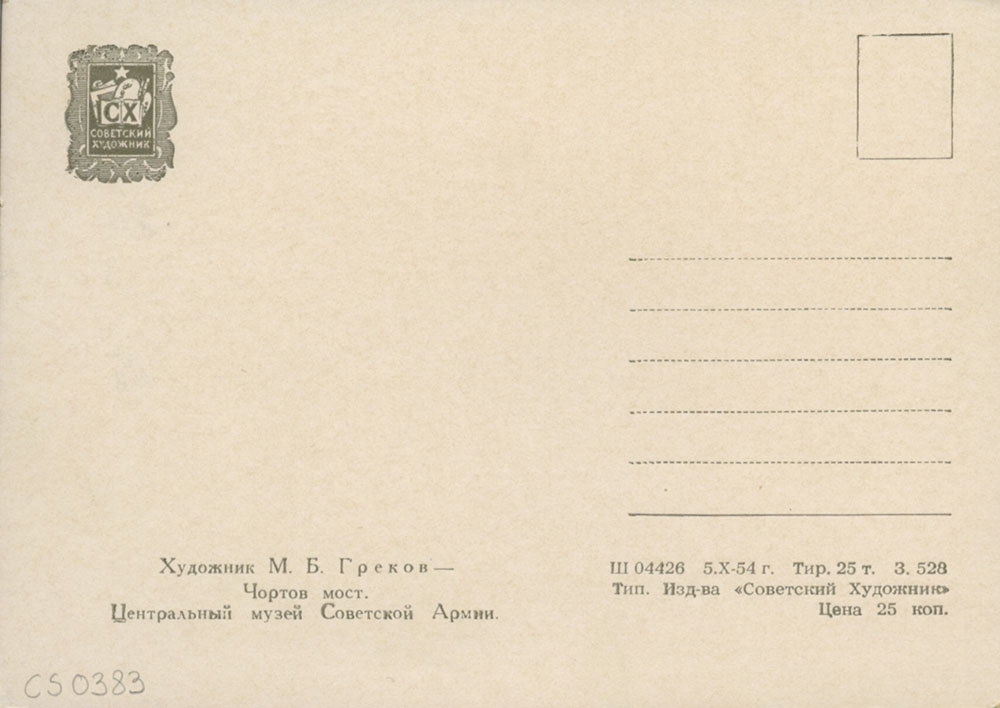 СХ
СОВЕТСКИЙ
ХУДОЖНИК
Художник М. Б. Греков —
Чортов мост.
Центральный музей Советской Армии.
Ш 04426 5.X-54 г. Тир. 25 т. З. 528
Тип. Изд-ва «Советский Художник»
Цена 25 коп.
CS0383